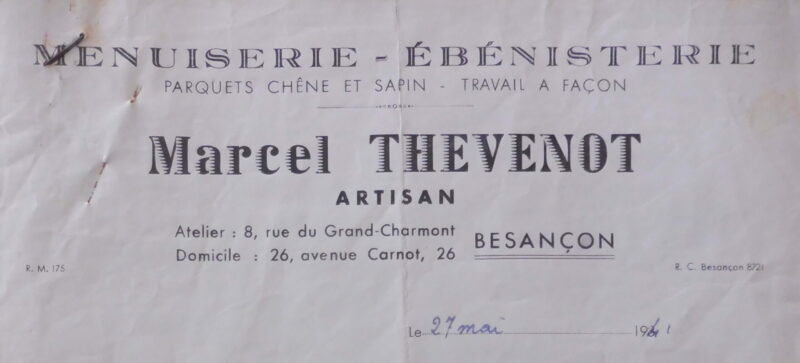 MENUISERIE - ÉBÉNISTERIE
PARQUETS CHÊNE ET SAPIN - TRAVAIL A FAÇON
Marcel THEVENOT
ARTISAN
Atelier : 8, rue du Grand-Charmont
Domicile : 26, avenue Carnot, 26
BESANÇON
R. M. 175
R. C. Besançon 8721
Le 27 mai 1941